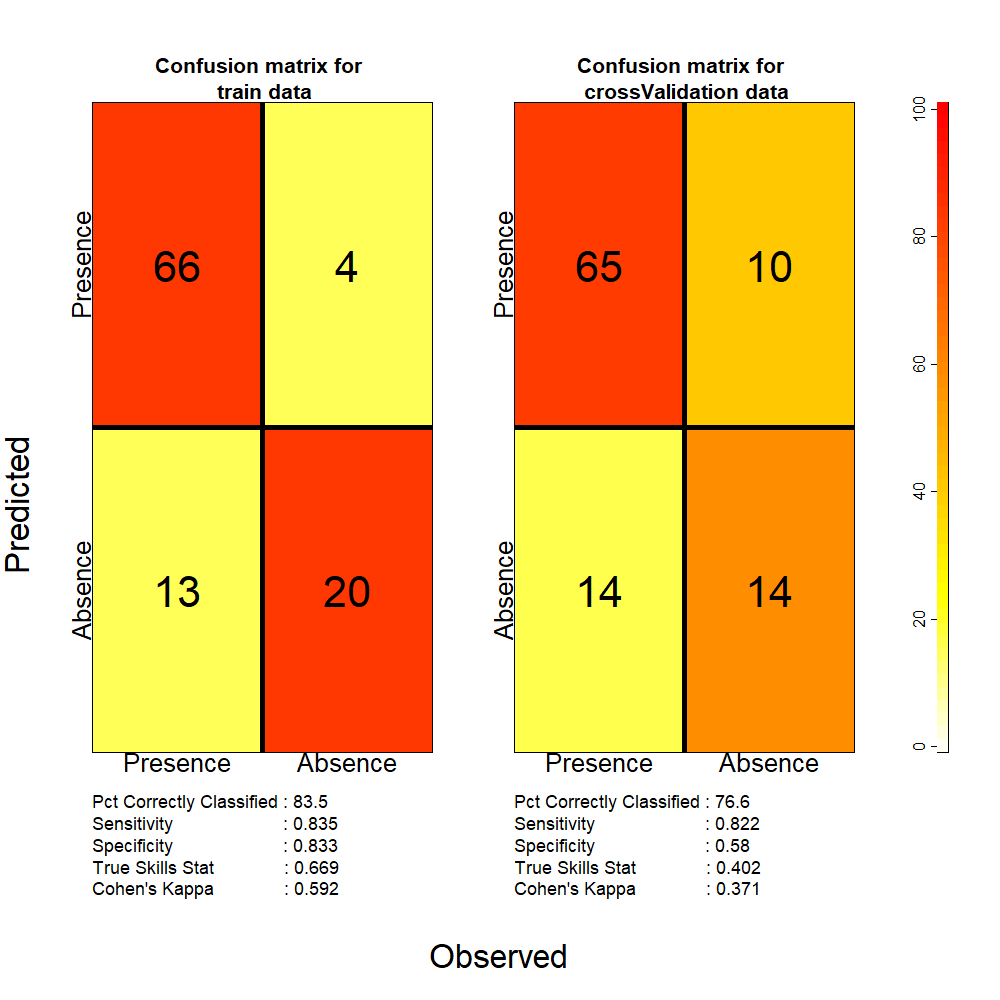 Confusion matrix for
train data
Confusion matrix for
crossValidation data
Predicted
Presence
Absence
66
4
13
20
Presence
Absence
Presence
Absence
65
10
14
14
Presence
Absence
100
80
60
40
20
0
Pct Correctly Classified : 83.5
Sensitivity : 0.835
Specificity : 0.833
True Skills Stat : 0.669
Cohen's Kappa : 0.592
Pct Correctly Classified : 76.6
Sensitivity : 0.822
Specificity : 0.58
True Skills Stat : 0.402
Cohen's Kappa : 0.371
Observed